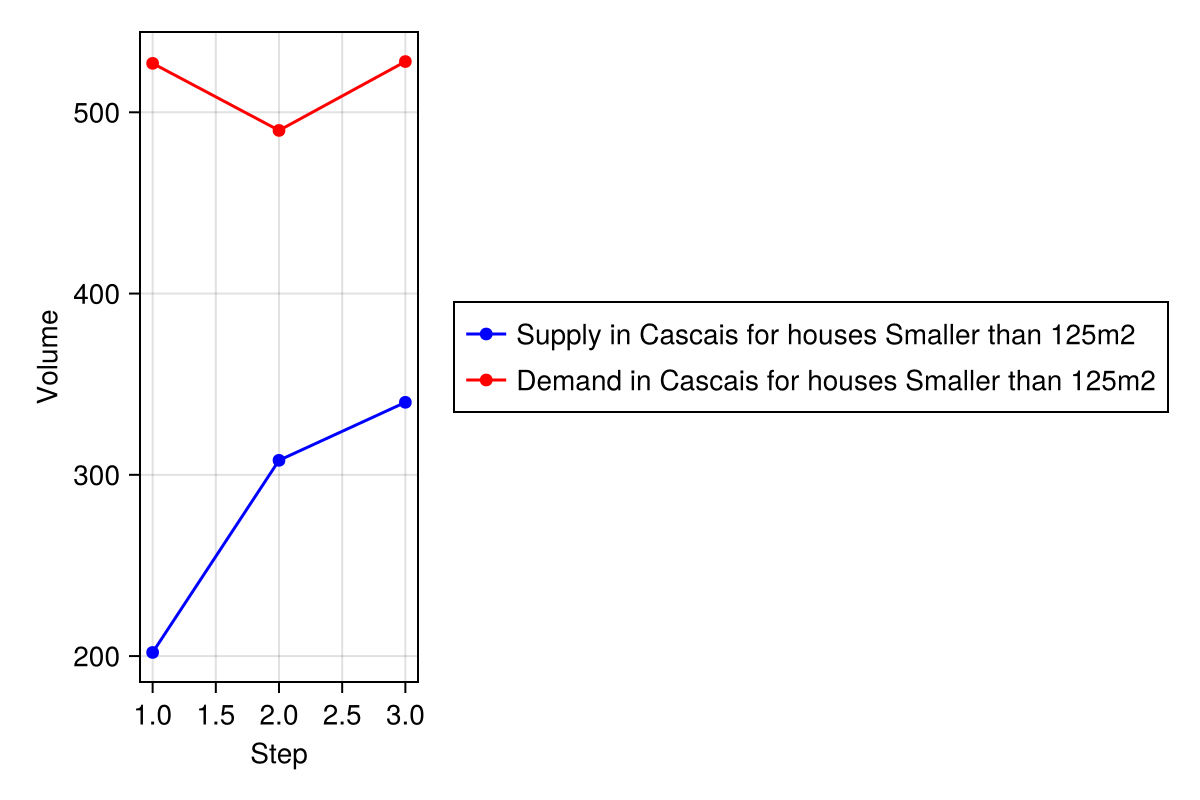 500
400
300
200
Volume
1.0 1.5 2.0 2.5 3.0
Step
Supply in Cascais for houses Smaller than 125m2
Demand in Cascais for houses Smaller than 125m2